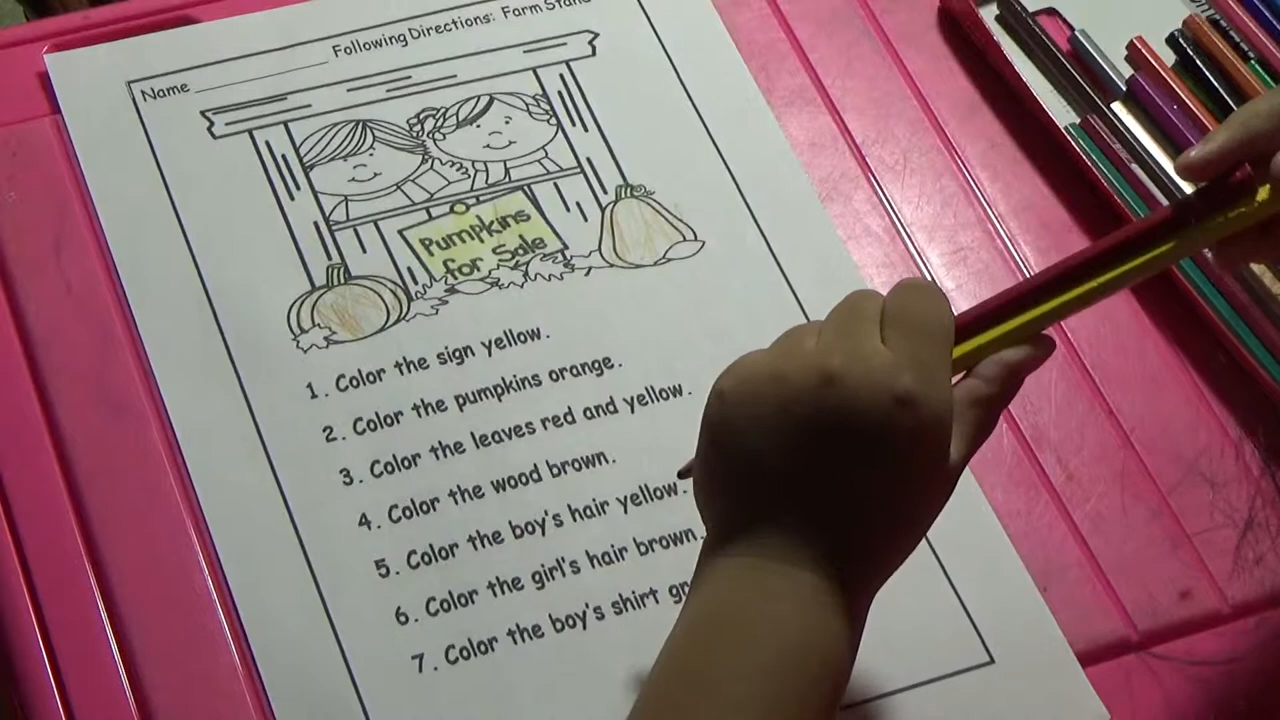 Following Directions: Farm Stand
Name
Pumpkins
for Sale
1. Color the sign yellow.
2. Color the pumpkins orange.
3. Color the leaves red and yellow.
4. Color the wood brown.
5. Color the boy's hair yellow.
6. Color the girl's hair brown.
7. Color the boy's shirt gr